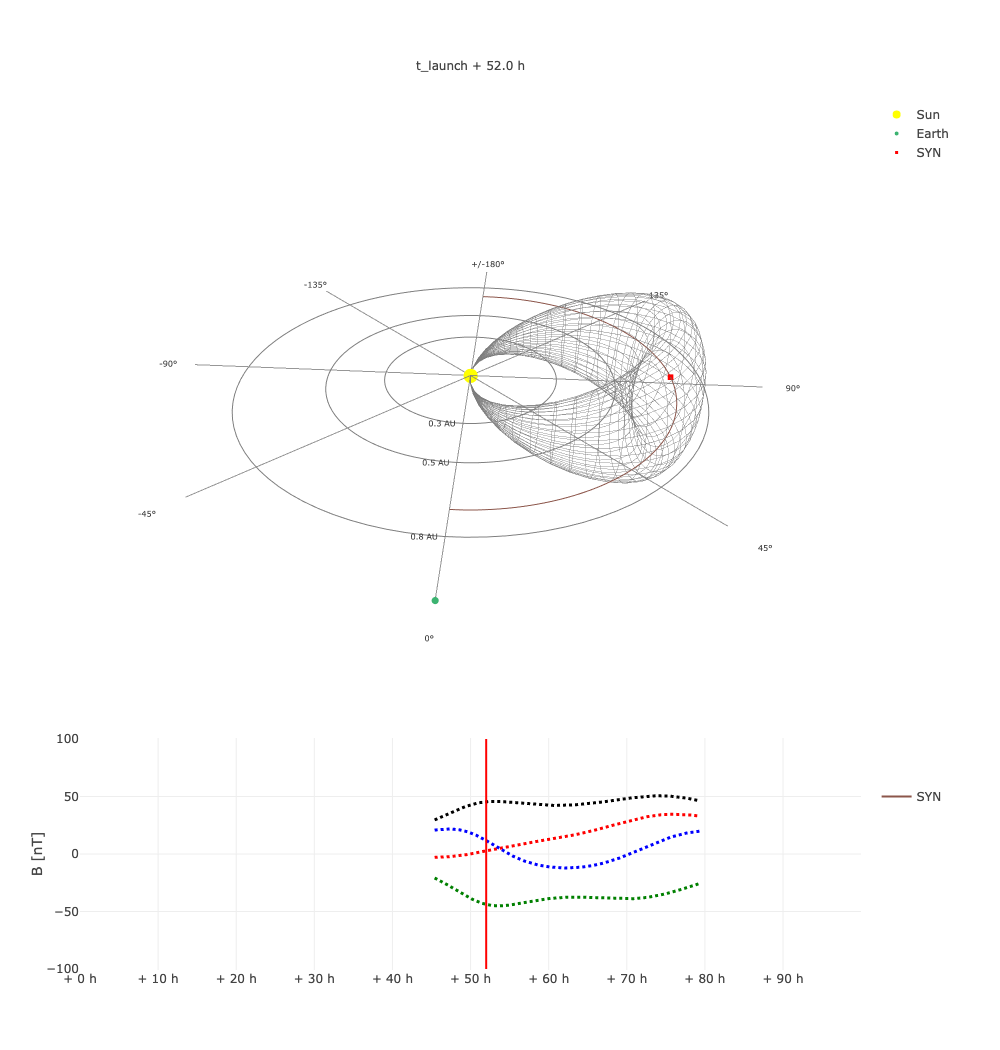 t_launch + 52.0 h
Sun
Earth
SYN
+/-180°
-135°
135°
-90°
90°
0.3 AU
0.5 AU
-45°
0.8 AU
45°
0°
100
50
SYN
0
B [nT]
−50
−100
+ 0 h + 10 h + 20 h + 30 h + 40 h + 50 h + 60 h + 70 h + 80 h + 90 h